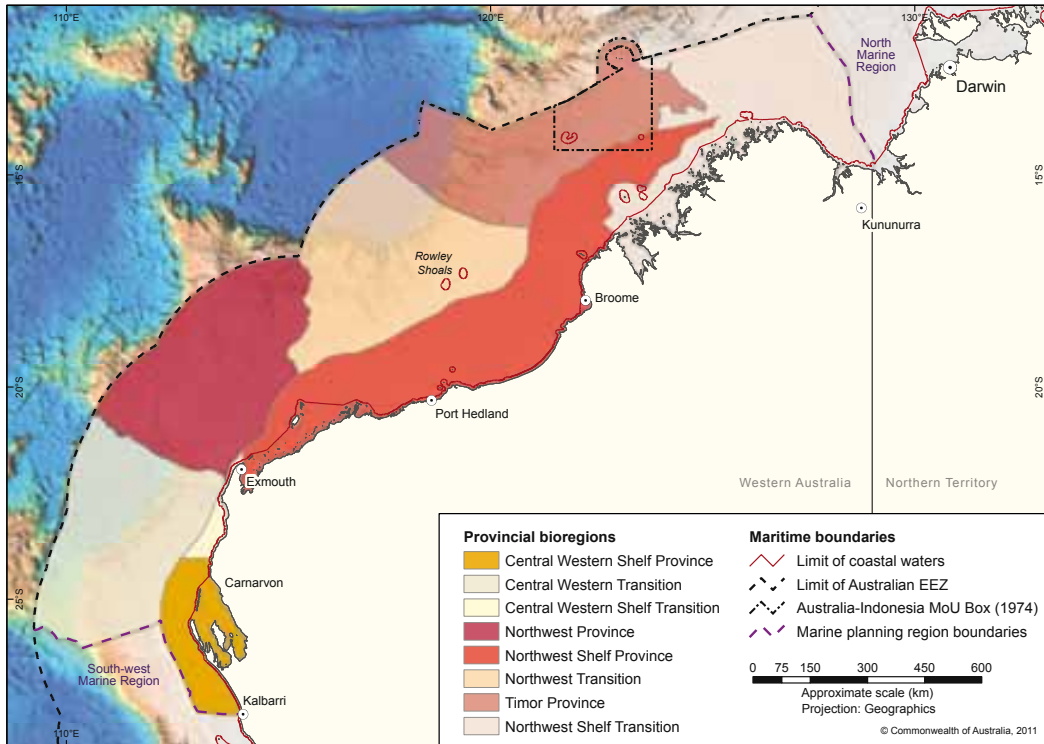 110°E
120°E
130°E
North
Marine
Region
Darwin
15°S
15°S
Kununurra
Rowley
Shoals
Broome
20°S
20°S
Port Hedland
Exmouth
Western Australia
Northern Territory
Carnarvon
25°S
South-west
Marine Region
Kalbarri
110°E
Provincial bioregions
Central Western Shelf Province
Central Western Transition
Central Western Shelf Transition
Northwest Province
Northwest Shelf Province
Northwest Transition
Timor Province
Northwest Shelf Transition
Maritime boundaries
Limit of coastal waters
Limit of Australian EEZ
Australia-Indonesia MoU Box (1974)
Marine planning region boundaries
0 75 150 300 450 600
Approximate scale (km)
Projection: Geographics
© Commonwealth of Australia, 2011